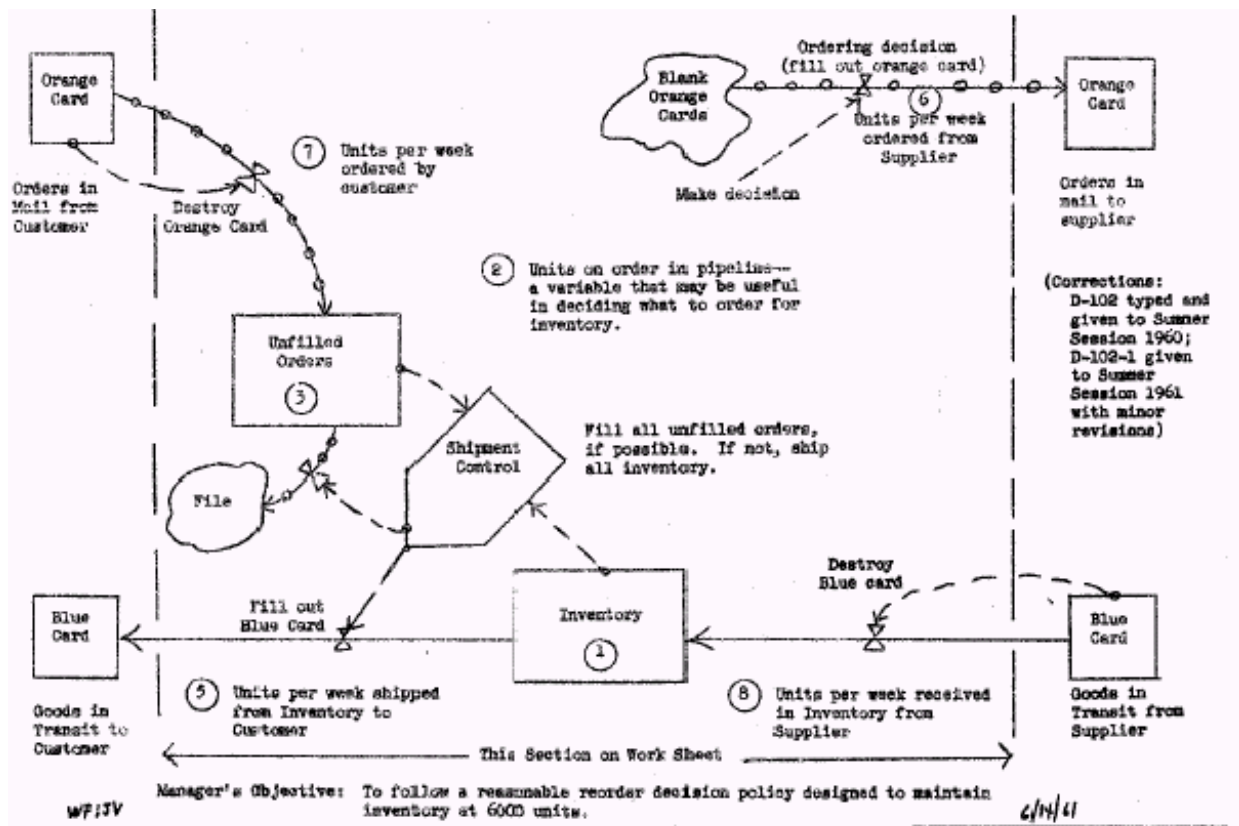 Orange
Card
Orders in
Mail from
Customer
Destroy
Orange Card
7
Units per week
ordered by
customer
Blank
Orange
Cards
Ordering decision
(fill out orange card)
6
Units per week
ordered from
Supplier
Make decision
Orange
Card
Orders in
mail to
supplier
2
Units on order in pipeline--
a variable that may be useful
in deciding what to order for
inventory.
(Corrections:
D-102 typed and
given to Summer
Session 1960;
D-102-1 given
to Summer
Session 1961
with minor
revisions)
Unfilled
Orders
3
Shipment
Control
Fill all unfilled orders,
if possible. If not, ship
all inventory.
File
Destroy
Blue card
Blue
Card
Fill out
Blue Card
Inventory
1
Blue
Card
Goods in
Transit to
Customer
5
Units per week shipped
from Inventory to
Customer
8
Units per week received
in Inventory from
Supplier
Goods in
Transit from
Supplier
This Section on Work Sheet
Manager's Objective: To follow a reasonable reorder decision policy designed to maintain
inventory at 6000 units.
WF:JV
6/14/61